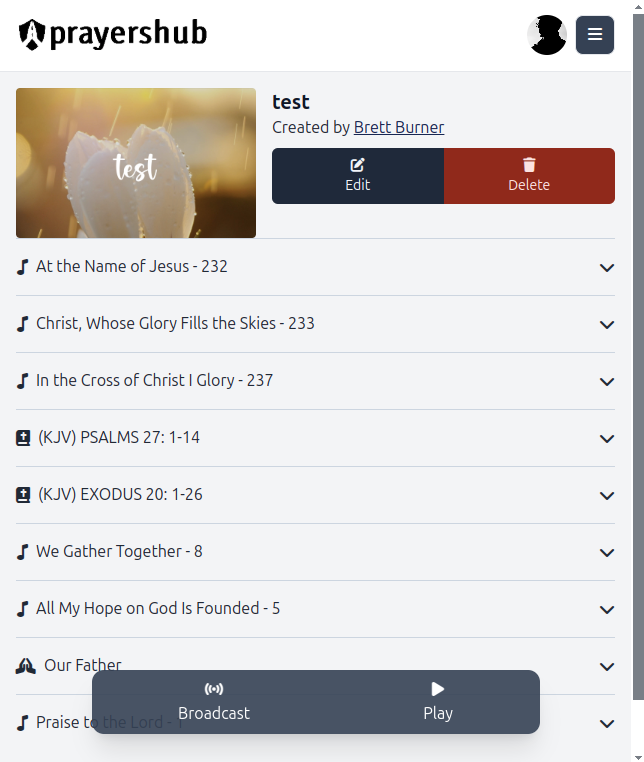 prayershub
test
test
Created by Brett Burner
Edit
Delete
At the Name of Jesus - 232
Christ, Whose Glory Fills the Skies - 233
In the Cross of Christ I Glory - 237
(KJV) PSALMS 27: 1-14
(KJV) EXODUS 20: 1-26
We Gather Together - 8
All My Hope on God Is Founded - 5
Our Father
Praise to the Lord - 1
Broadcast
Play